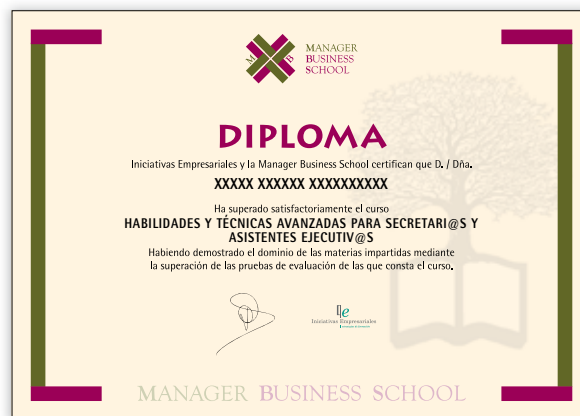 M B
MANAGER
BUSINESS
SCHOOL
DIPLOMA
Iniciativas Empresariales y la Manager Business School certifican que D. / Dña.
XXXXX XXXXXX XXXXXXXXXX
Ha superado satisfactoriamente el curso
HABILIDADES Y TÉCNICAS AVANZADAS PARA SECRETARI@S Y
ASISTENTES EJECUTIV@S
Habiendo demostrado el dominio de las materias impartidas mediante
la superación de las pruebas de evaluación de las que consta el curso.
Iniciativas Empresariales
MANAGER BUSINESS SCHOOL